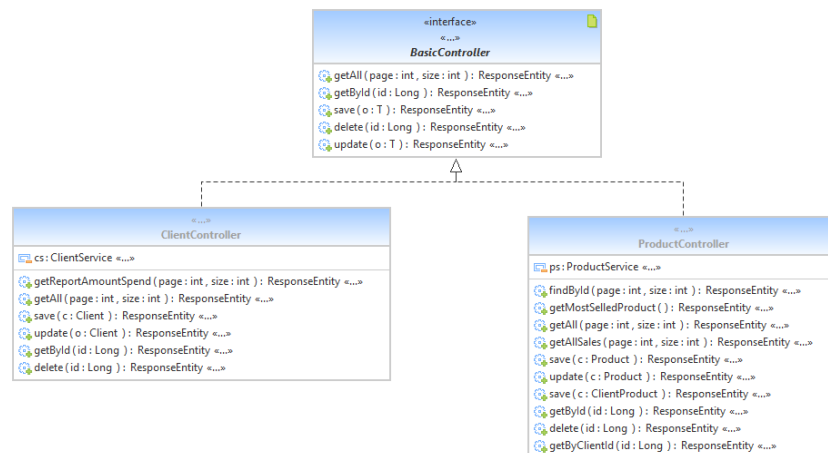 «interface»
«...»
BasicController
getAll ( page : int , size : int ) : ResponseEntity «...»
getById ( id : Long ) : ResponseEntity «...»
save ( o : T ) : ResponseEntity «...»
delete ( id : Long ) : ResponseEntity «...»
update ( o : T ) : ResponseEntity «...»
«...»
ClientController
cs : ClientService «...»
getReportAmountSpend ( page : int , size : int ) : ResponseEntity «...»
getAll ( page : int , size : int ) : ResponseEntity «...»
save ( c : Client ) : ResponseEntity «...»
update ( o : Client ) : ResponseEntity «...»
getById ( id : Long ) : ResponseEntity «...»
delete ( id : Long ) : ResponseEntity «...»
«...»
ProductController
ps : ProductService «...»
findById ( page : int , size : int ) : ResponseEntity «...»
getMostSelledProduct ( ) : ResponseEntity «...»
getAll ( page : int , size : int ) : ResponseEntity «...»
getAllSales ( page : int , size : int ) : ResponseEntity «...»
save ( c : Product ) : ResponseEntity «...»
update ( c : Product ) : ResponseEntity «...»
save ( c : ClientProduct ) : ResponseEntity «...»
getById ( id : Long ) : ResponseEntity «...»
delete ( id : Long ) : ResponseEntity «...»
getByClientId ( id : Long ) : ResponseEntity «...»